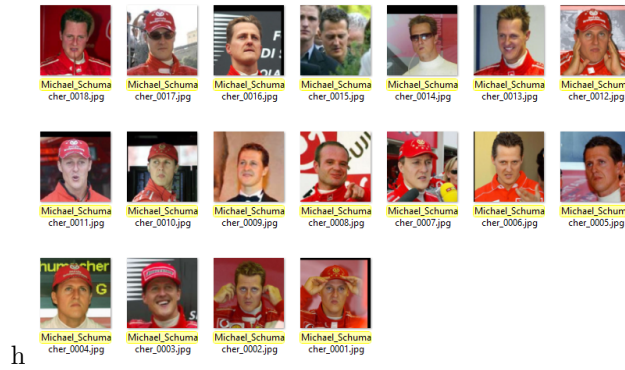 Michael_Schuma
cher_0018.jpg
Michael_Schuma
cher_0017.jpg
Michael_Schuma
cher_0016.jpg
Michael_Schuma
cher_0015.jpg
Michael_Schuma
cher_0014.jpg
Michael_Schuma
cher_0013.jpg
Michael_Schuma
cher_0012.jpg
Michael_Schuma
cher_0011.jpg
Michael_Schuma
cher_0010.jpg
Michael_Schuma
cher_0009.jpg
Michael_Schuma
cher_0008.jpg
Michael_Schuma
cher_0007.jpg
Michael_Schuma
cher_0006.jpg
Michael_Schuma
cher_0005.jpg
humacher
G
Michael_Schuma
cher_0004.jpg
Michael_Schuma
cher_0003.jpg
Michael_Schuma
cher_0002.jpg
Michael_Schuma
cher_0001.jpg
h